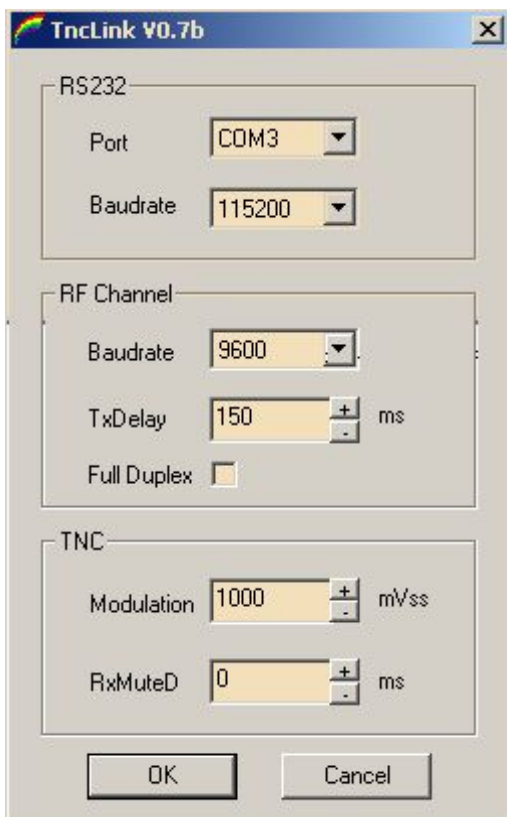 TncLink V0.7b
RS232
Port COM3
Baudrate 115200
RF Channel
Baudrate 9600
TxDelay 150 + - ms
Full Duplex
TNC
Modulation 1000 + - mVss
RxMuteD 0 + - ms
OK Cancel